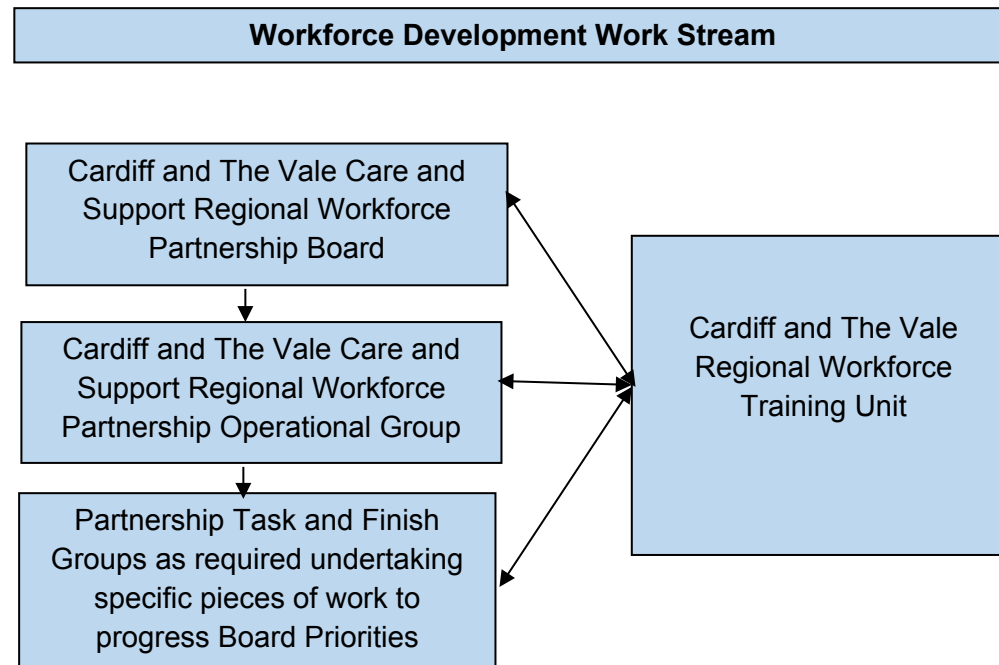 Workforce Development Work Stream
Cardiff and The Vale Care and
Support Regional Workforce
Partnership Board
Cardiff and The Vale Care and
Support Regional Workforce
Partnership Operational Group
Partnership Task and Finish
Groups as required undertaking
specific pieces of work to
progress Board Priorities
Cardiff and The Vale
Regional Workforce
Training Unit